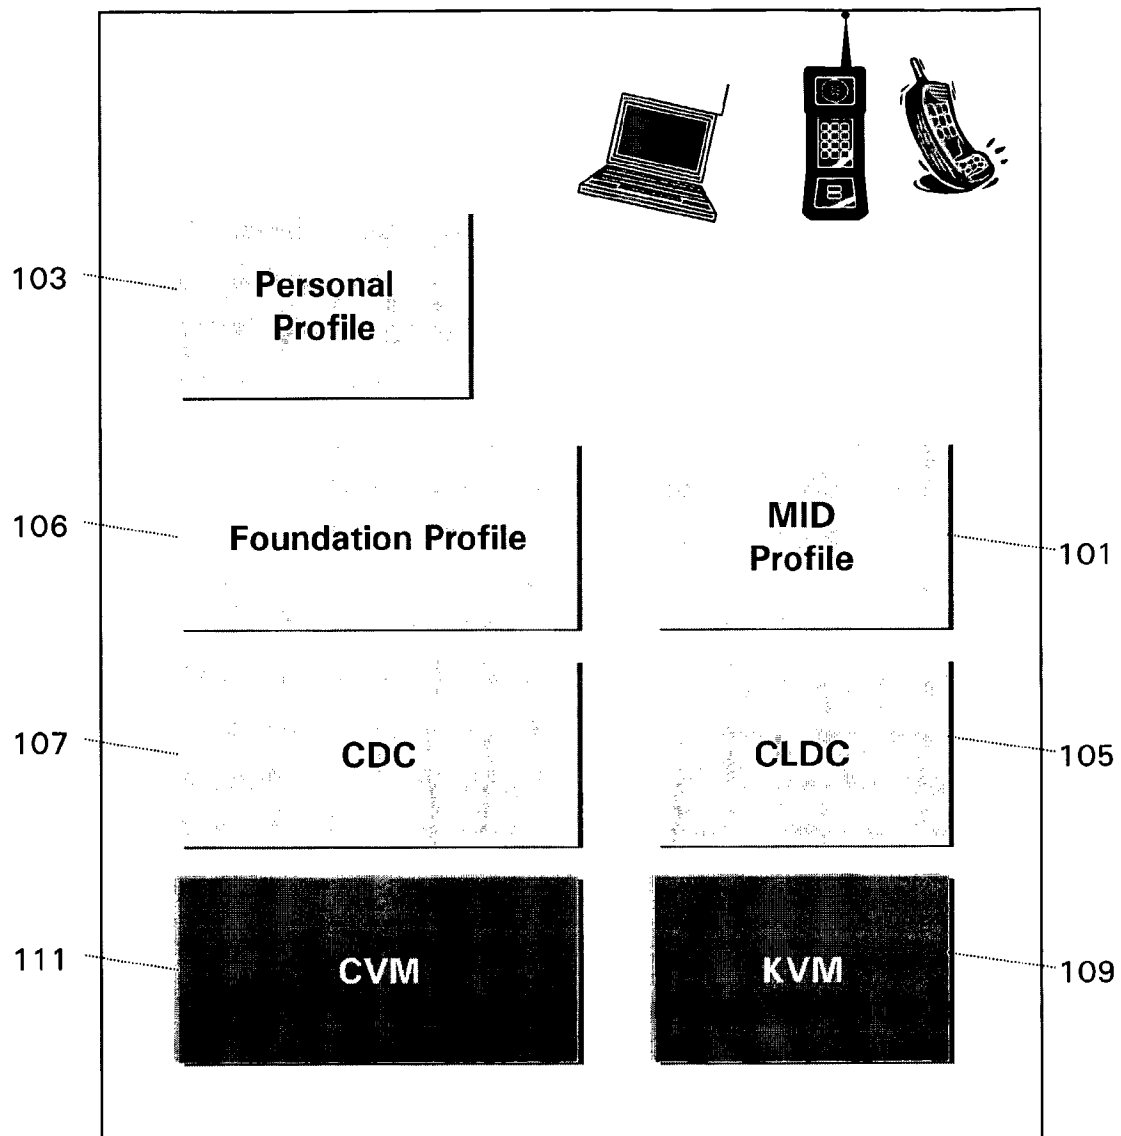 103
Personal
Profile
106
Foundation Profile
MID
Profile
101
107
CDC
CLDC
105
111
CVM
KVM
109